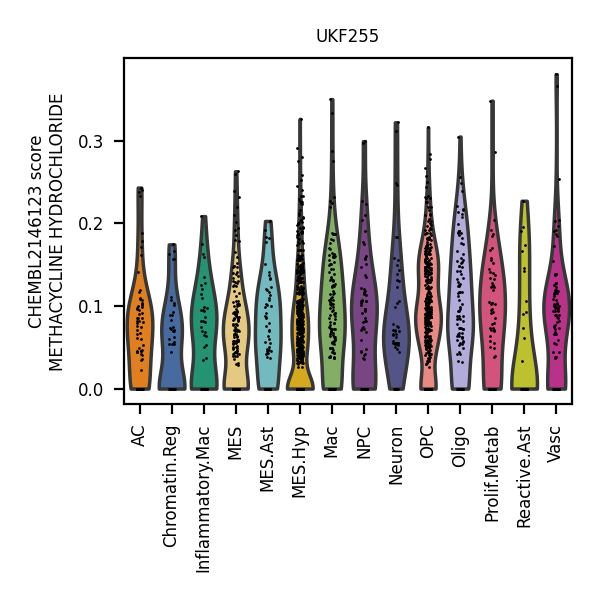 UKF255
CHEMBL2146123 score
METHACYCLINE HYDROCHLORIDE
0.3
0.2
0.1
0.0
AC
Chromatin.Reg
Inflammatory.Mac
MES
MES.Ast
MES.Hyp
Mac
NPC
Neuron
OPC
Oligo
Prolif.Metab
Reactive.Ast
Vasc